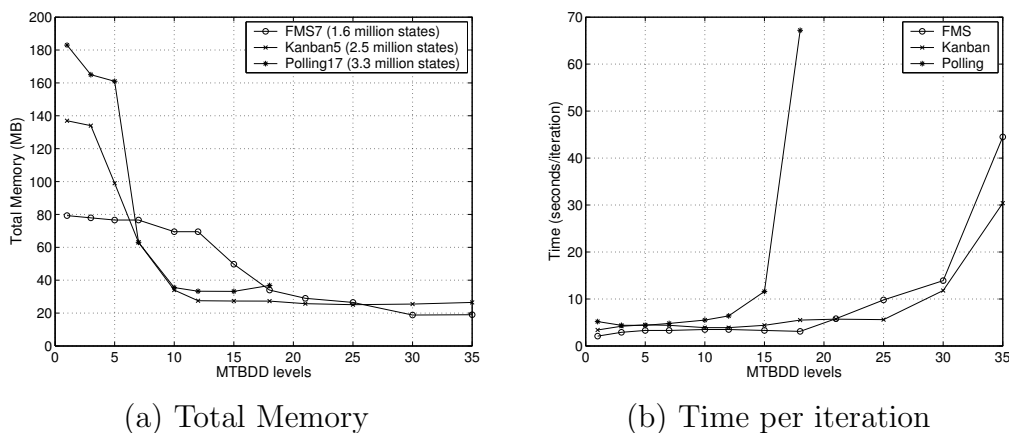 200
180
160
140
120
100
80
60
40
20
0
Total Memory (MB)
0 5 10 15 20 25 30 35
MTBDD levels
FMS7 (1.6 million states)
Kanban5 (2.5 million states)
Polling17 (3.3 million states)
(a) Total Memory
70
60
50
40
30
20
10
0
Time (seconds/iteration)
0 5 10 15 20 25 30 35
MTBDD levels
FMS
Kanban
Polling
(b) Time per iteration